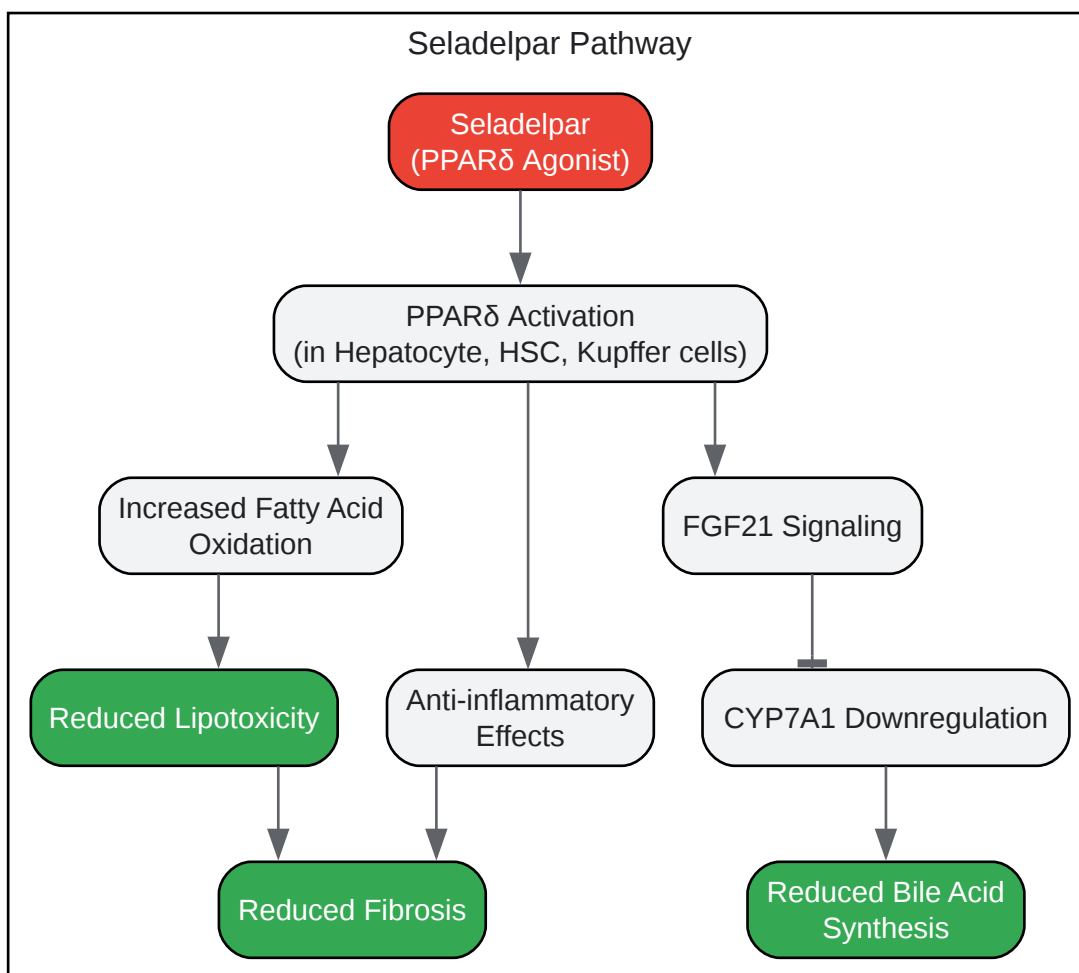 Seladelpar Pathway
Seladelpar
(PPARδ Agonist)
PPARδ Activation
(in Hepatocyte, HSC, Kupffer cells)
Increased Fatty Acid
Oxidation
FGF21 Signaling
Reduced Lipotoxicity
Anti-inflammatory
Effects
CYP7A1 Downregulation
Reduced Fibrosis
Reduced Bile Acid
Synthesis